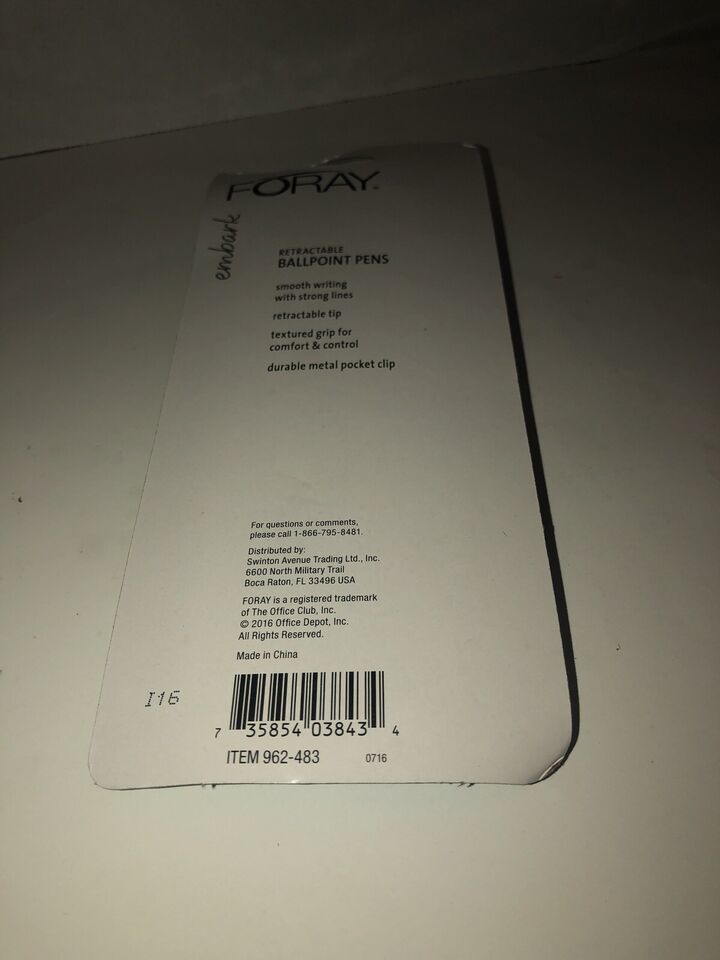 FORAY®
embark
RETRACTABLE
BALLPOINT PENS
smooth writing
with strong lines
retractable tip
textured grip for
comfort & control
durable metal pocket clip
For questions or comments,
please call 1-866-795-8481.
Distributed by:
Swinton Avenue Trading Ltd., Inc.
6600 North Military Trail
Boca Raton, FL 33496 USA
FORAY is a registered trademark
of The Office Club, Inc.
© 2016 Office Depot, Inc.
All Rights Reserved.
Made in China
I16
7 35854 03843 4
ITEM 962-483 0716